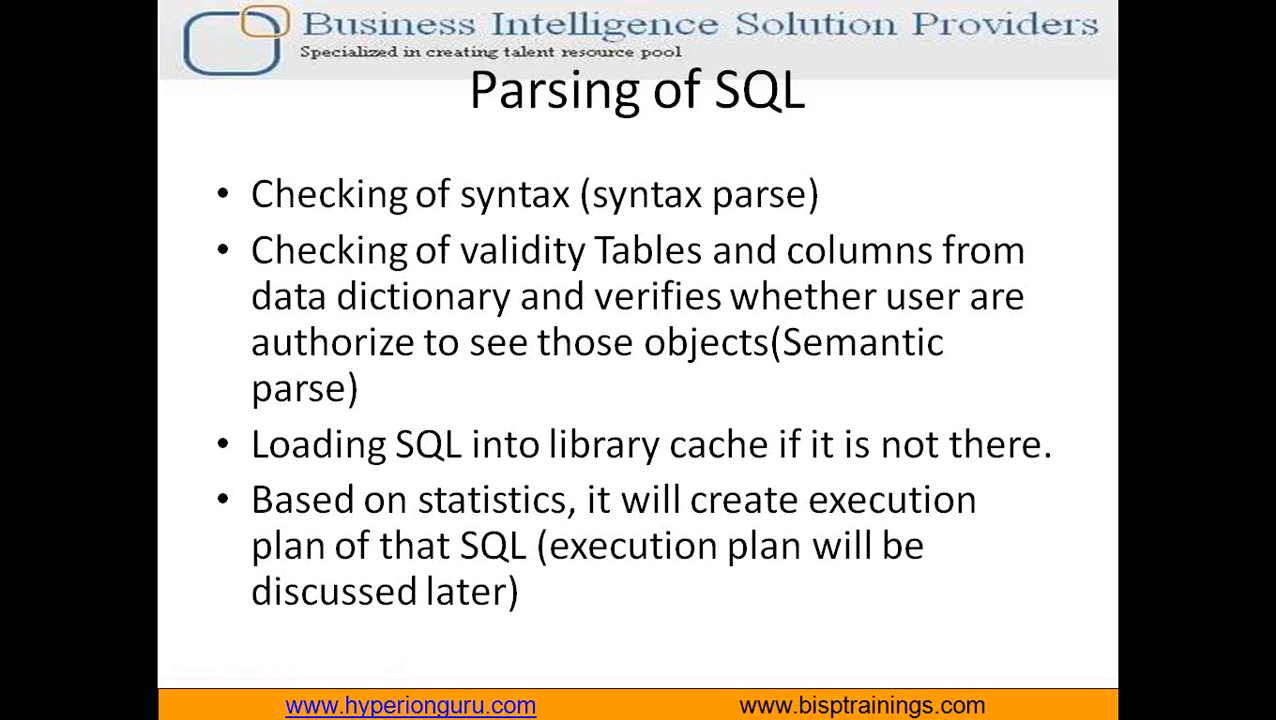 Business Intelligence Solution Providers
Specialized in creating talent resource pool
Parsing of SQL
• Checking of syntax (syntax parse)
• Checking of validity Tables and columns from
data dictionary and verifies whether user are
authorize to see those objects(Semantic
parse)
• Loading SQL into library cache if it is not there.
• Based on statistics, it will create execution
plan of that SQL (execution plan will be
discussed later)
www.hyperionguru.com www.bisptrainings.com